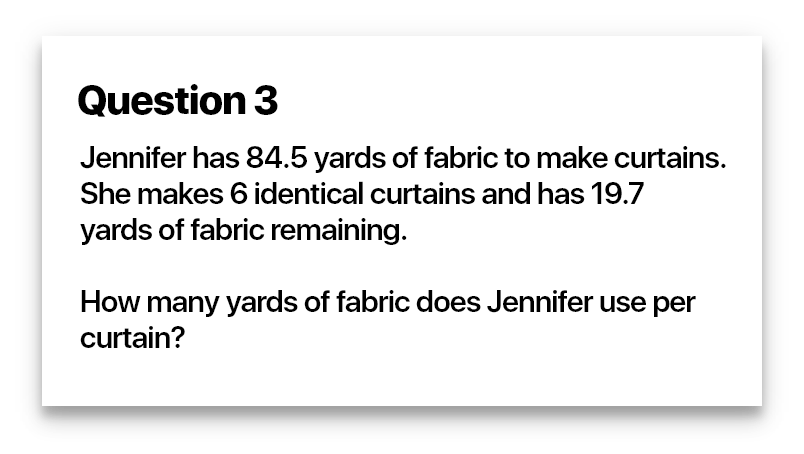 Question 3
Jennifer has 84.5 yards of fabric to make curtains.
She makes 6 identical curtains and has 19.7
yards of fabric remaining.
How many yards of fabric does Jennifer use per
curtain?